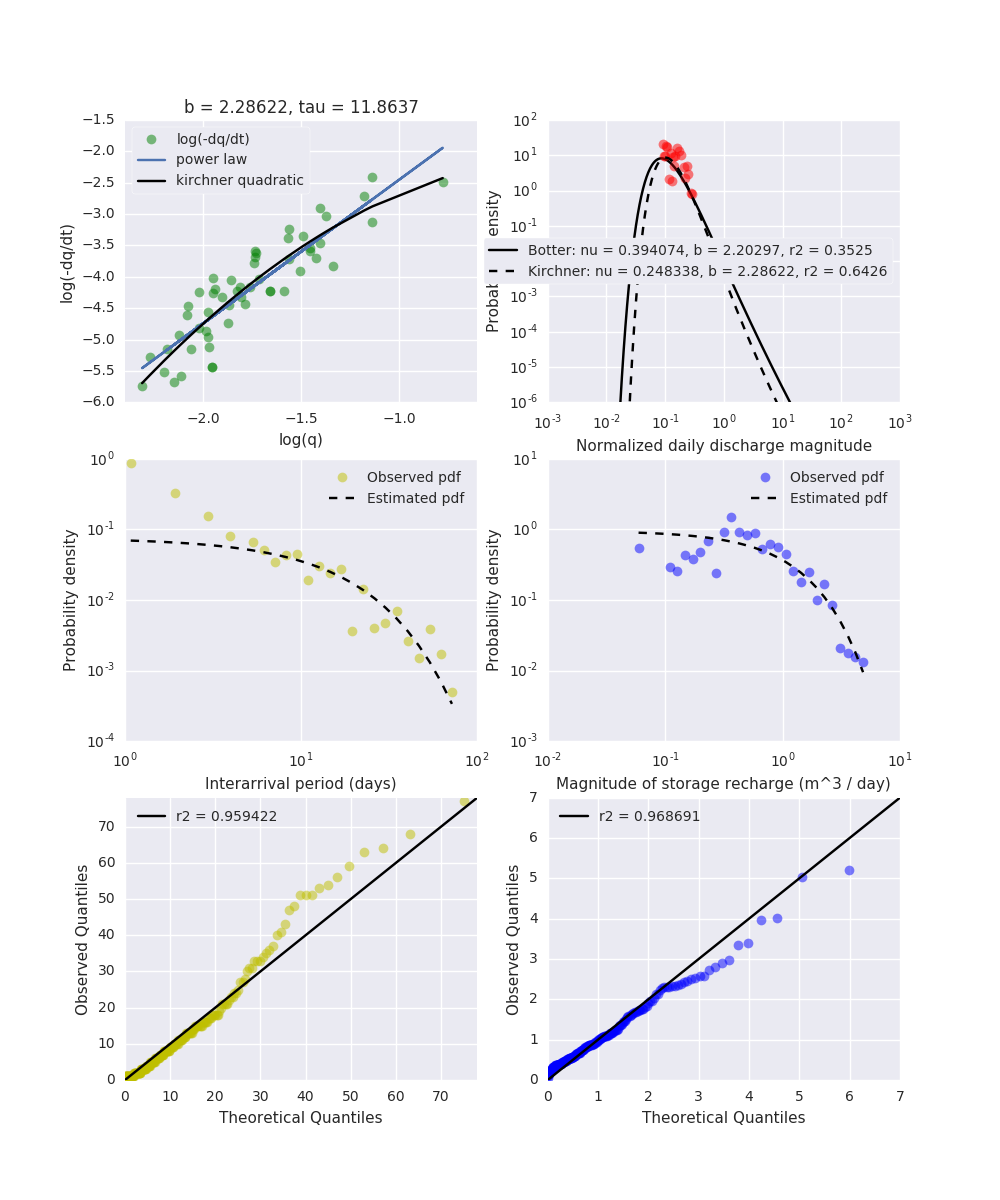 b = 2.28622, tau = 11.8637
−1.5
−2.0
−2.5
−3.0
−3.5
−4.0
−4.5
−5.0
−5.5
−6.0
log(-dq/dt)
log(-dq/dt)
power law
kirchner quadratic
−2.0 −1.5 −1.0
log(q)
10^2
10^1
10^0
10^-1
10^-3
10^-4
10^-5
10^-6
Botter: nu = 0.394074, b = 2.20297, r2 = 0.3525
Kirchner: nu = 0.248338, b = 2.28622, r2 = 0.6426
10^-3 10^-2 10^-1 10^0 10^1 10^2 10^3
Normalized daily discharge magnitude
10^0
10^-1
10^-2
10^-3
10^-4
Probability density
Observed pdf
Estimated pdf
10^0 10^1 10^2
Interarrival period (days)
10^1
10^0
10^-1
10^-2
10^-3
Probability density
Observed pdf
Estimated pdf
10^-2 10^-1 10^0 10^1
Magnitude of storage recharge (m^3 / day)
70
60
50
40
30
20
10
0
Observed Quantiles
r2 = 0.959422
0 10 20 30 40 50 60 70
Theoretical Quantiles
7
6
5
4
3
2
1
0
Observed Quantiles
r2 = 0.968691
0 1 2 3 4 5 6 7
Theoretical Quantiles